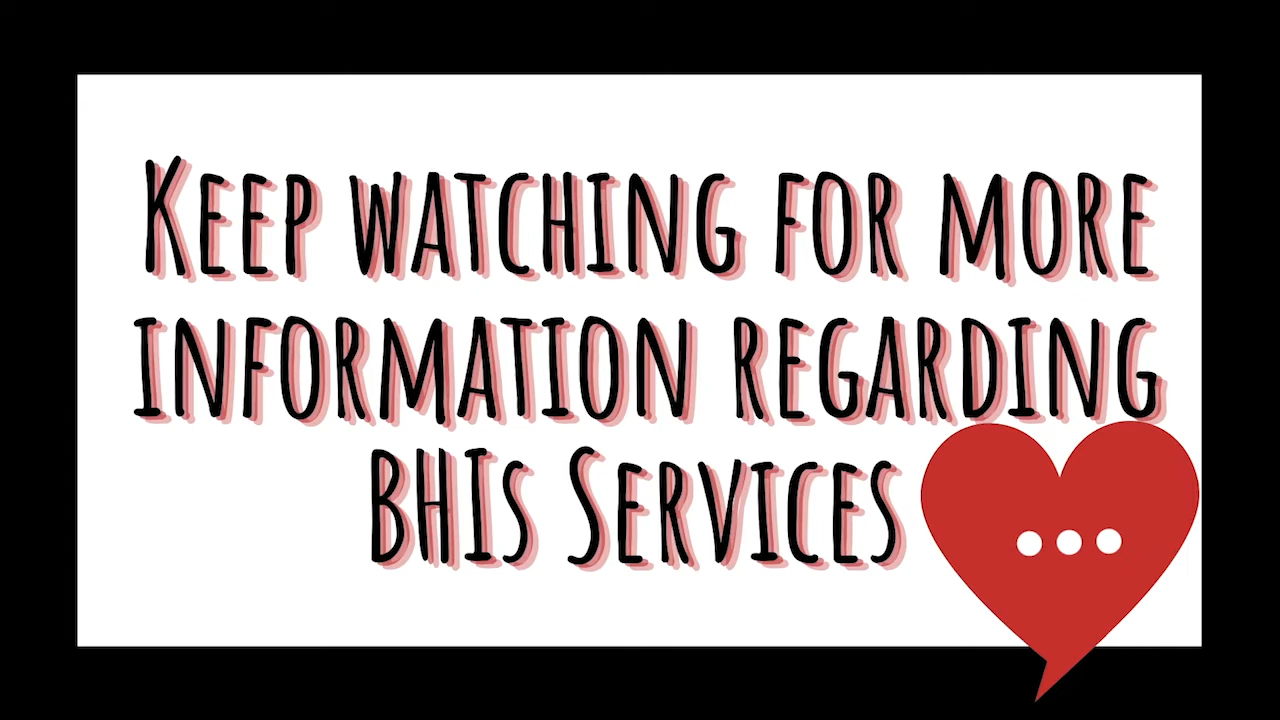 Keep watching for more
information regarding
BHIs Services